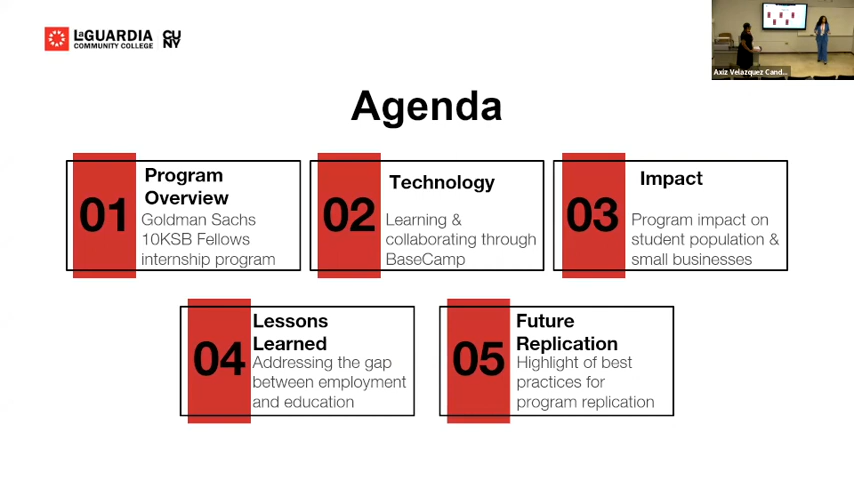 LAGUARDIA
COMMUNITY COLLEGE
CU
NY
Axiz Velazquez Cand...
Agenda
01
Program
Overview
Goldman Sachs
10KSB Fellows
internship program
02
Technology
Learning &
collaborating through
BaseCamp
03
Impact
Program impact on
student population &
small businesses
04
Lessons
Learned
Addressing the gap
between employment
and education
05
Future
Replication
Highlight of best
practices for
program replication